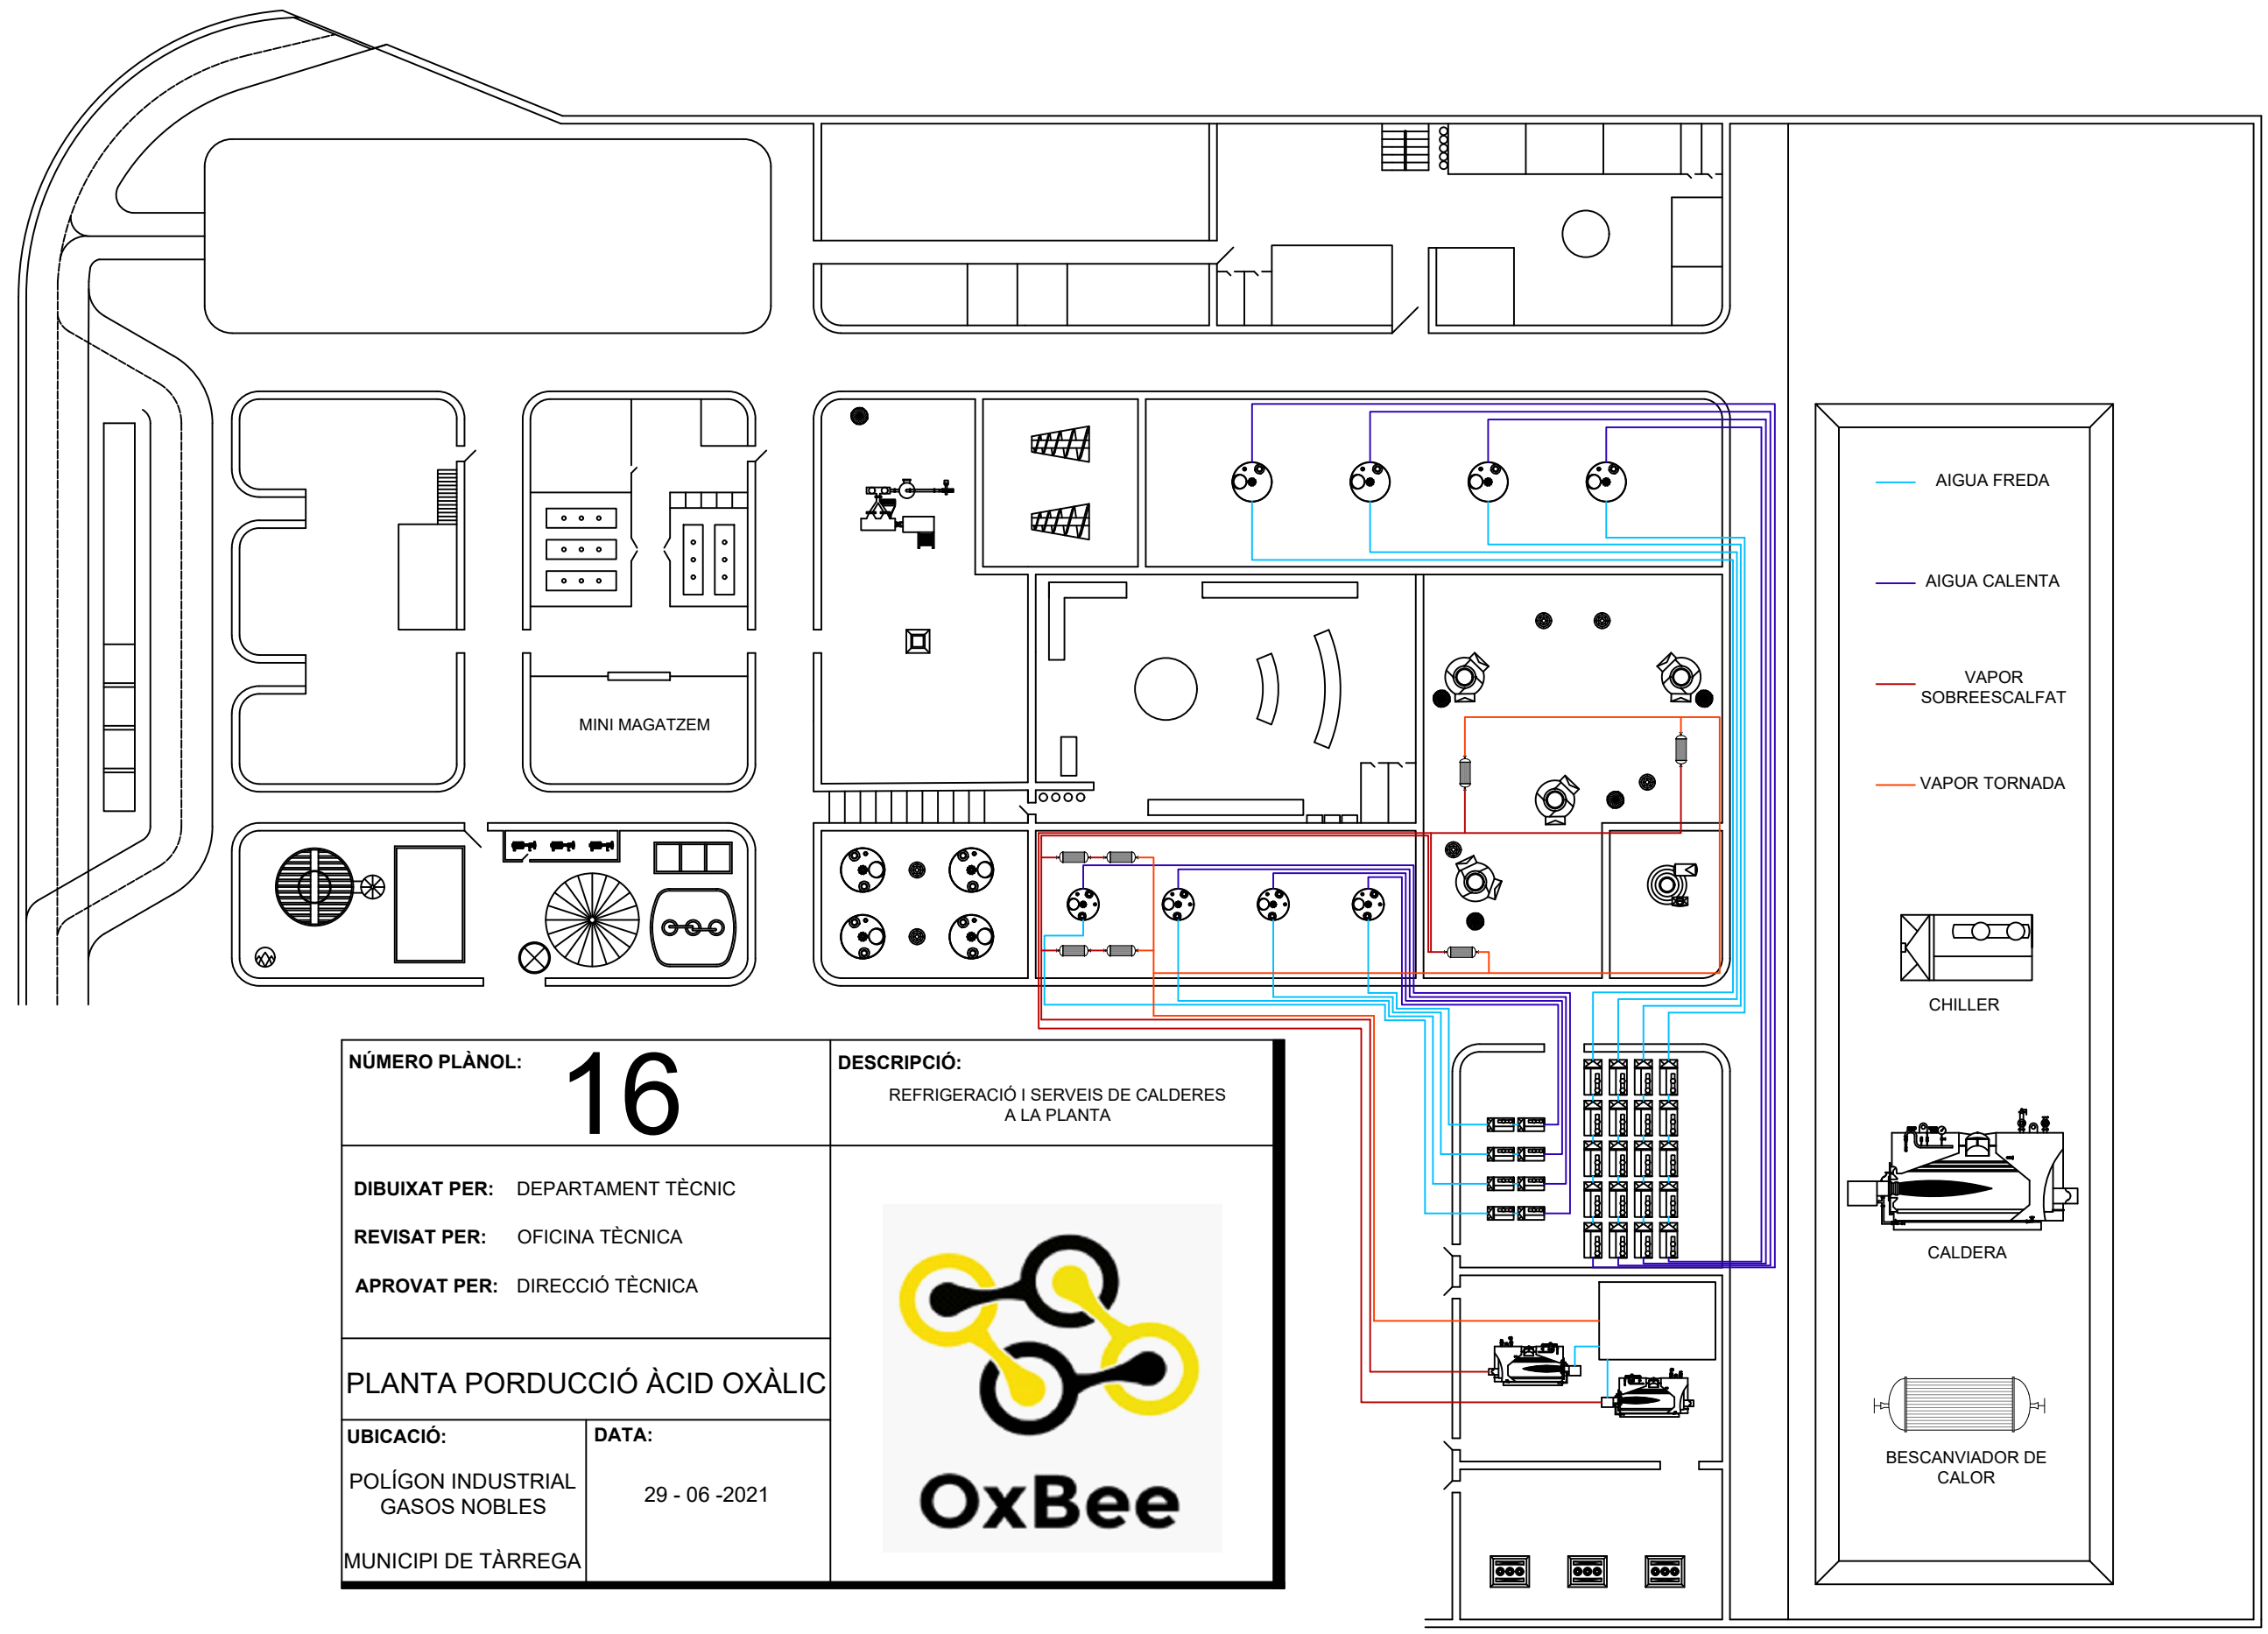 AIGUA FREDA
AIGUA CALENTA
VAPOR
SOBREESCALFAT
VAPOR TORNADA
MINI MAGATZEM
CHILLER
CALDERA
BESCANVIADOR DE
CALOR
NÚMERO PLÀNOL: 16
DESCRIPCIÓ:
REFRIGERACIÓ I SERVEIS DE CALDERES
A LA PLANTA
DIBUIXAT PER: DEPARTAMENT TÈCNIC
REVISAT PER: OFICINA TÈCNICA
APROVAT PER: DIRECCIÓ TÈCNICA
PLANTA PORDUCCIÓ ÀCID OXÀLIC
UBICACIÓ:
POLÍGON INDUSTRIAL
GASOS NOBLES
MUNICIPI DE TÀRREGA
DATA:
29 - 06 -2021
OxBee